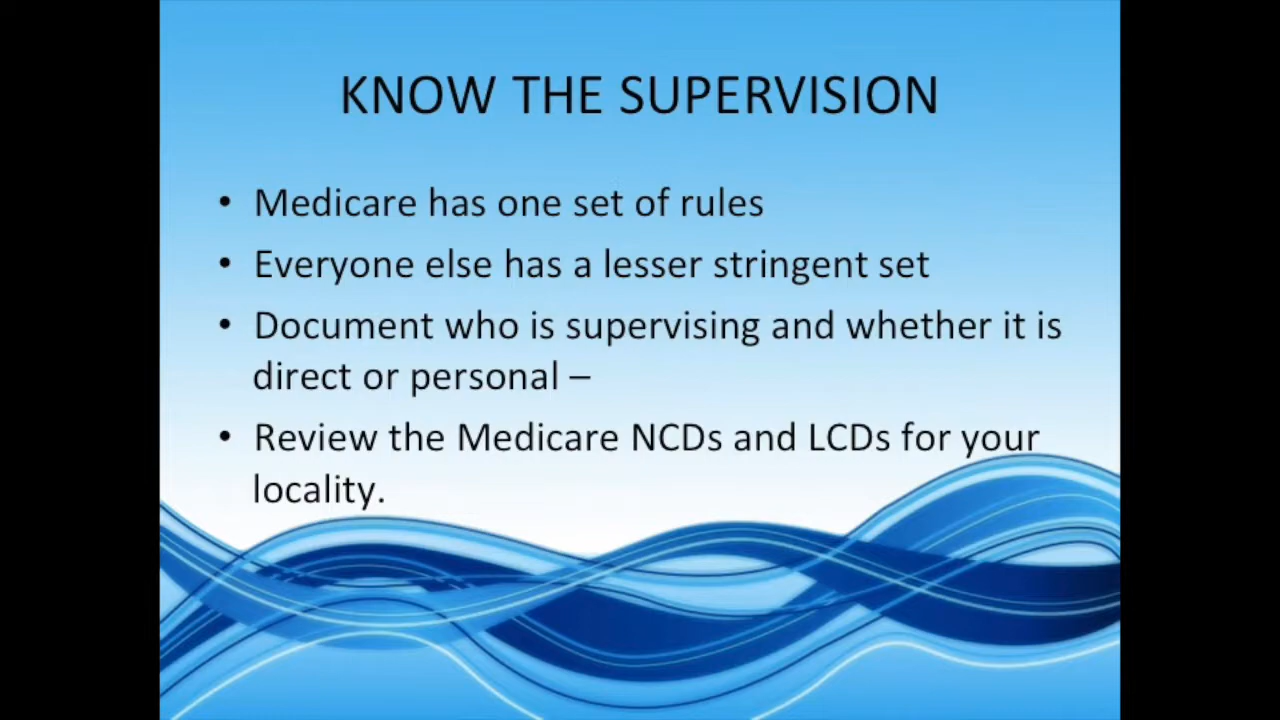 KNOW THE SUPERVISION
• Medicare has one set of rules
• Everyone else has a lesser stringent set
• Document who is supervising and whether it is
direct or personal –
• Review the Medicare NCDs and LCDs for your
locality.